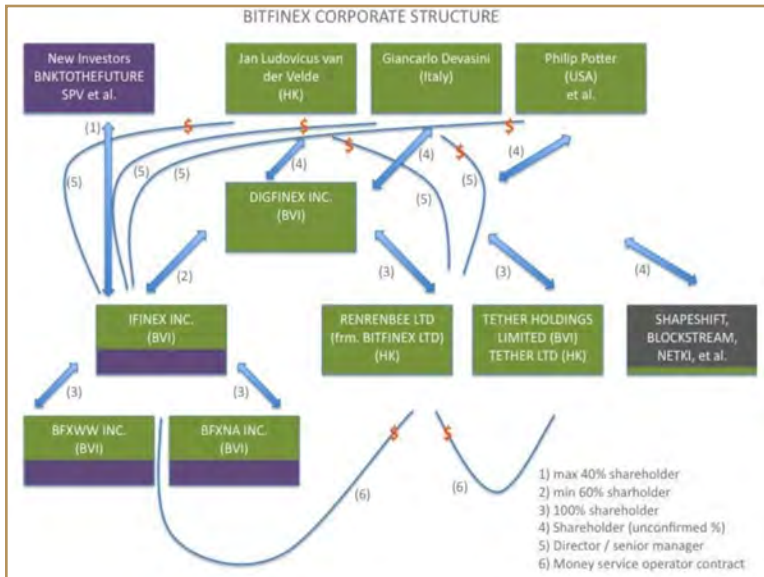 BITFINEX CORPORATE STRUCTURE
New Investors
BNKTOTHEFUTURE
SPV et al.
Jan Ludovicus van
der Velde
(HK)
Giancarlo Devasini
(Italy)
Philip Potter
(USA)
et al.
(1)
$
$
$
$
$
(5)
(5)
(5)
(4)
(4)
(5)
(5)
(4)
DIGFINEX INC.
(BVI)
(2)
(3)
(3)
(4)
IFINEX INC.
(BVI)
RENRENBEE LTD
(frm. BITFINEX LTD)
(HK)
TETHER HOLDINGS
LIMITED (BVI)
TETHER LTD (HK)
SHAPESHIFT,
BLOCKSTREAM,
NETKI, et al.
(3)
(3)
BFXWW INC.
(BVI)
BFXNA INC.
(BVI)
$
$
(6)
(6)
1) max 40% shareholder
2) min 60% sharholder
3) 100% shareholder
4) Shareholder (unconfirmed %)
5) Director / senior manager
6) Money service operator contract